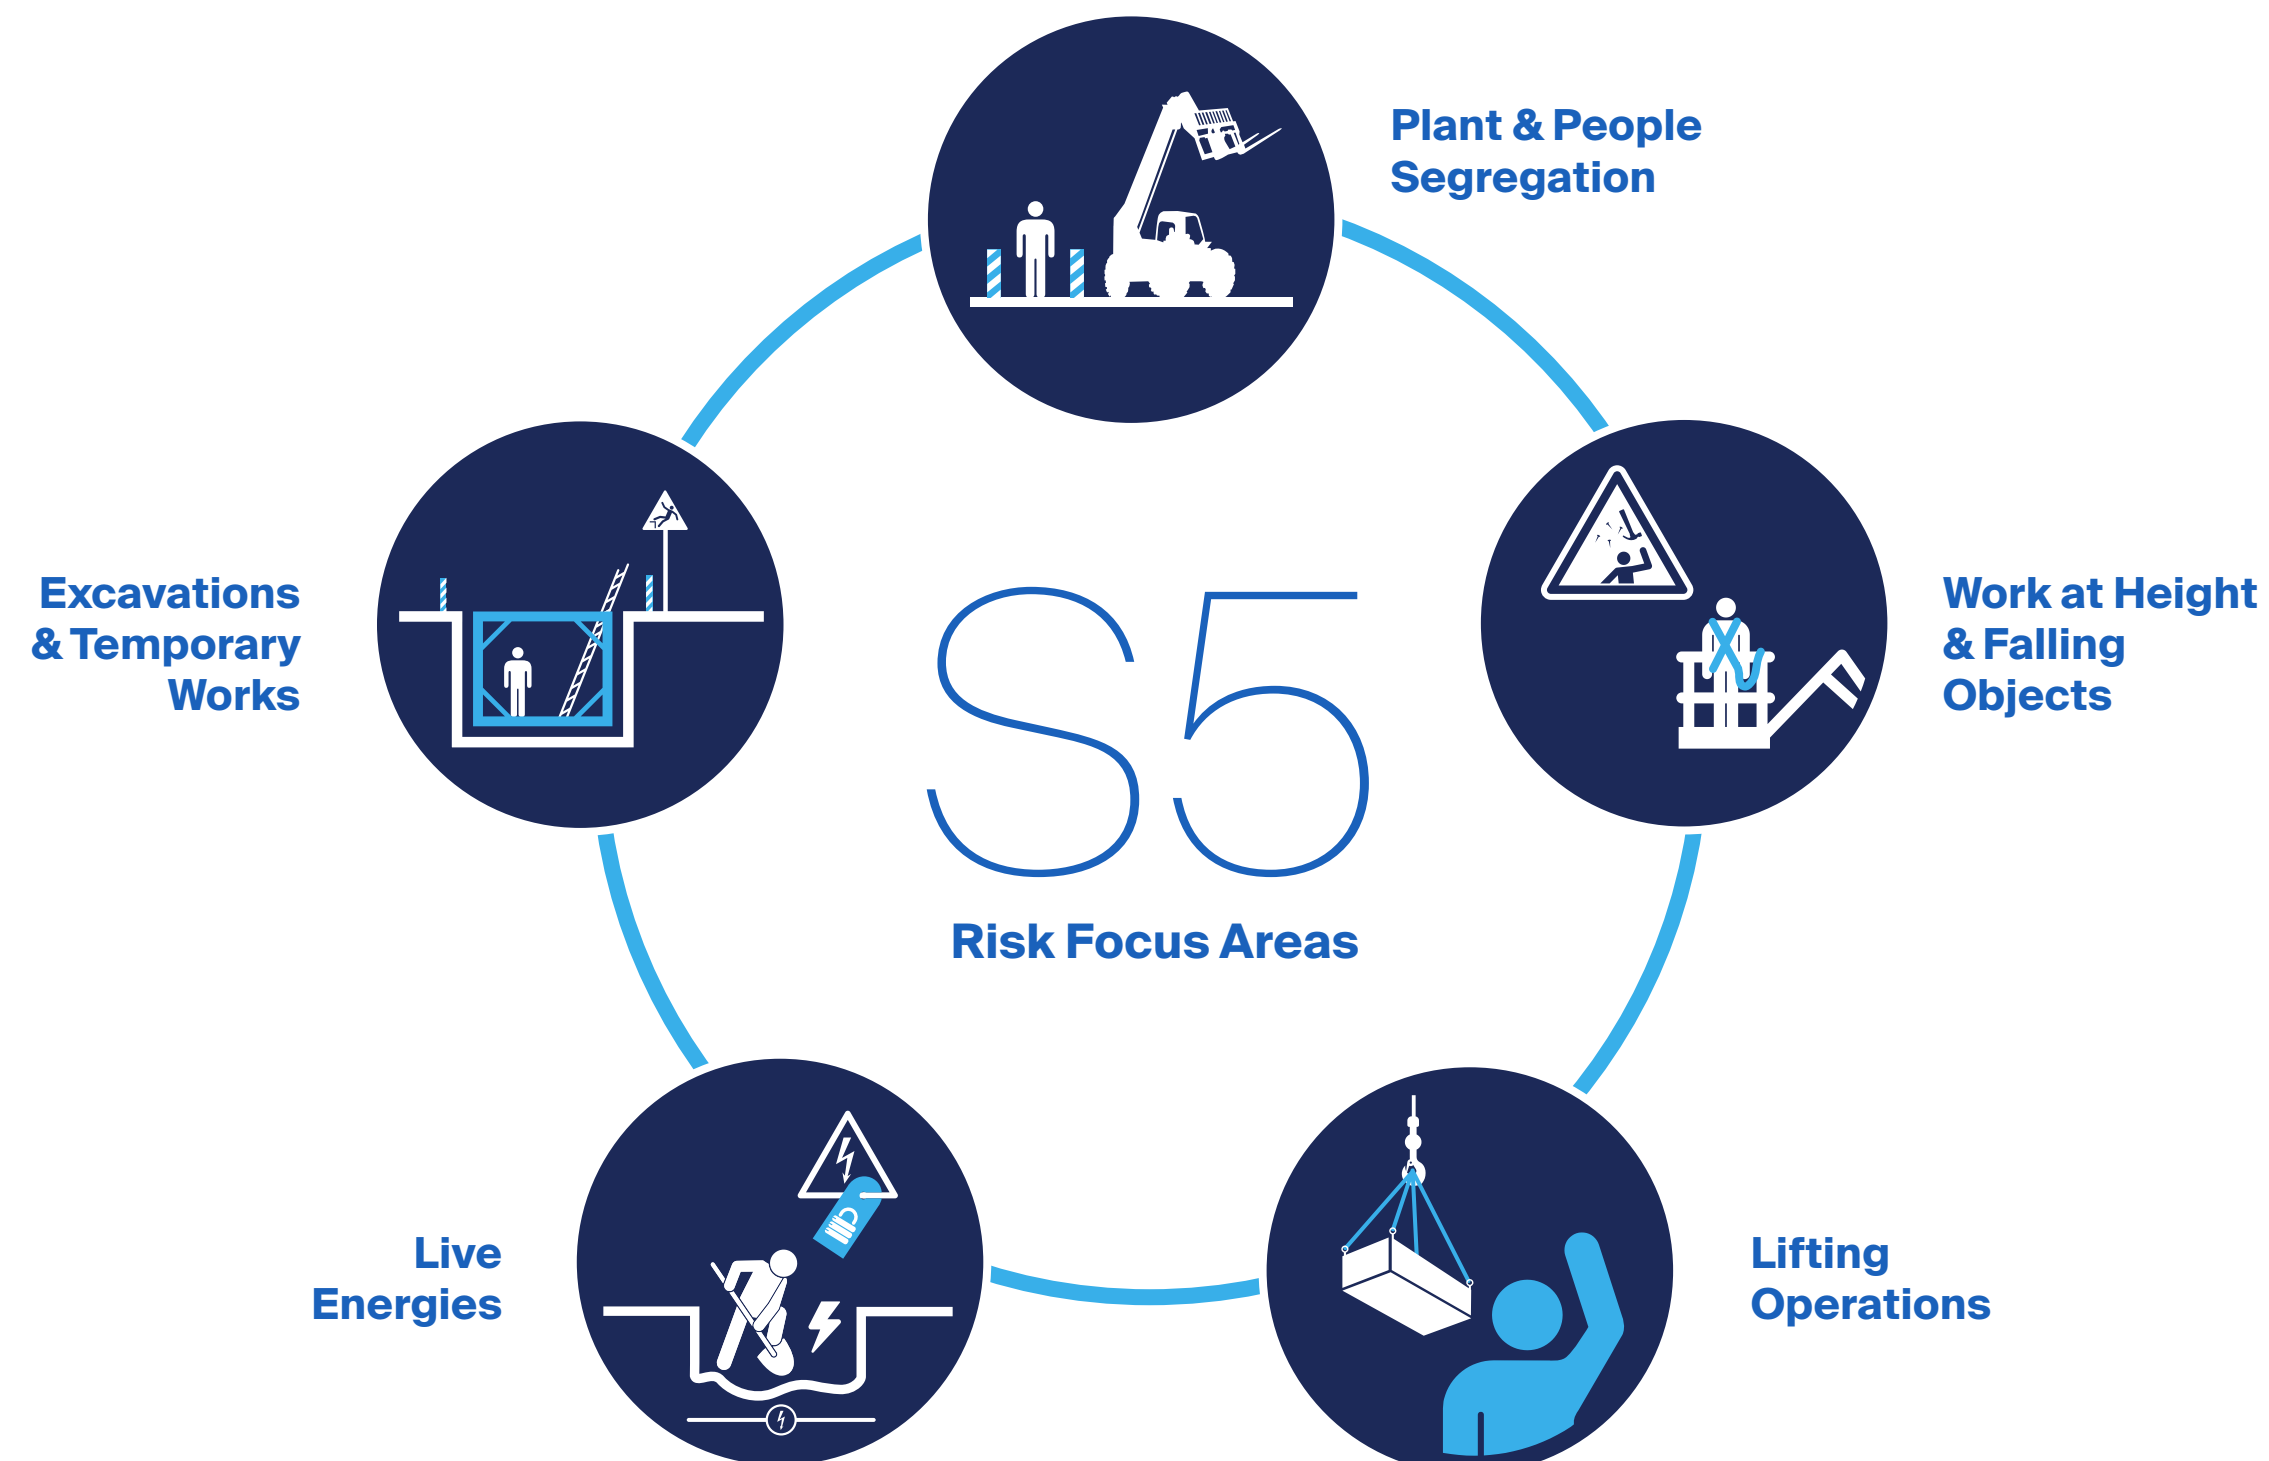 Plant & People
Segregation
Work at Height
& Falling
Objects
Excavations
& Temporary
Works
S5
Risk Focus Areas
Live
Energies
Lifting
Operations